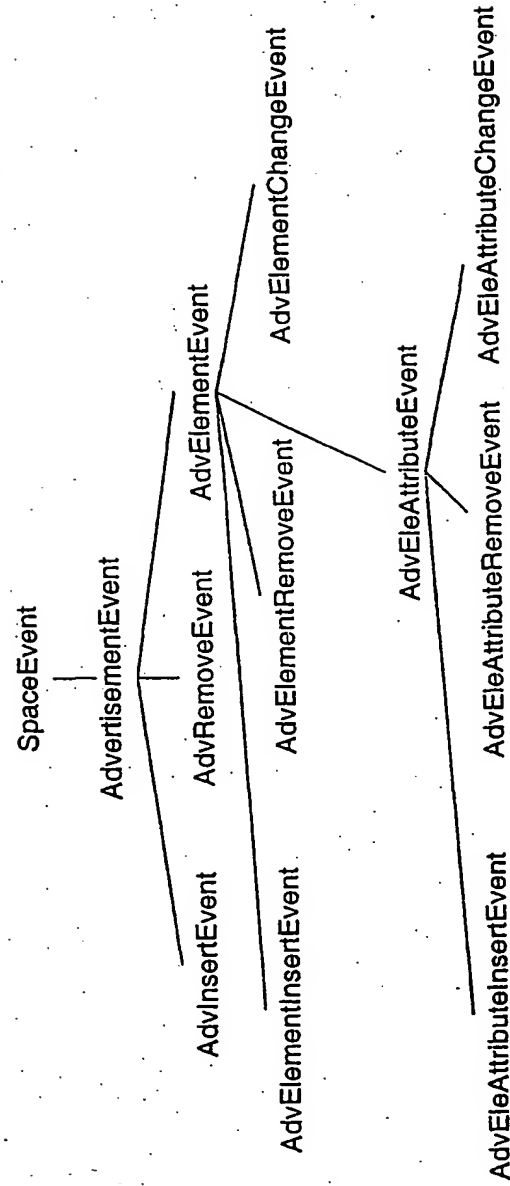 SpaceEvent
AdvertisementEvent
AdvInsertEvent
AdvRemoveEvent
AdvElementEvent
AdvElementInsertEvent
AdvElementRemoveEvent
AdvElementChangeEvent
AdvEleAttributeEvent
AdvEleAttributeInsertEvent
AdvEleAttributeRemoveEvent
AdvEleAttributeChangeEvent